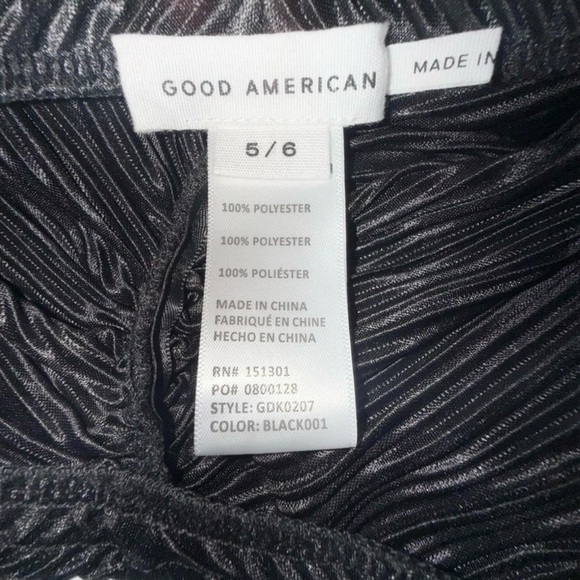 GOOD AMERICAN
MADE IN
5/6
100% POLYESTER
100% POLYESTER
100% POLIÉSTER
MADE IN CHINA
FABRIQUÉ EN CHINE
HECHO EN CHINA
RN# 151301
PO# 0800128
STYLE: GDK0207
COLOR: BLACK001